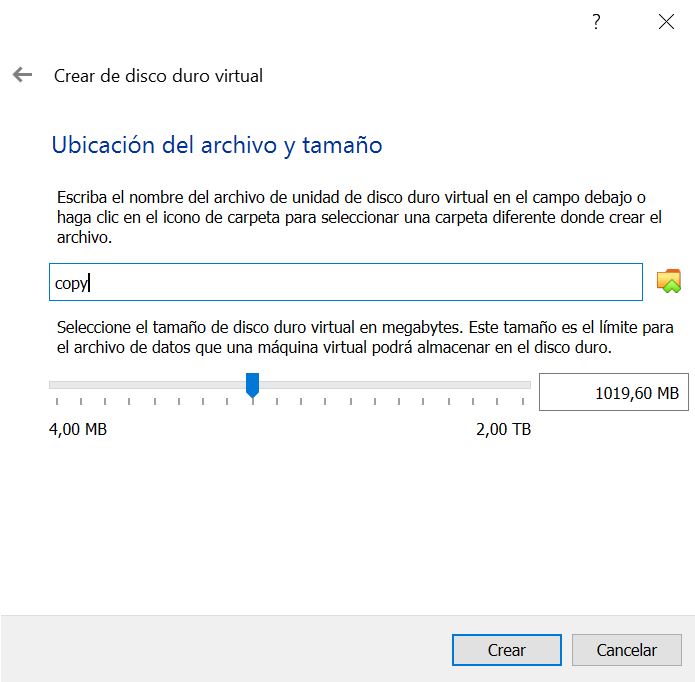 ?
Crear de disco duro virtual
Ubicación del archivo y tamaño
Escriba el nombre del archivo de unidad de disco duro virtual en el campo debajo o
haga clic en el icono de carpeta para seleccionar una carpeta diferente donde crear el
archivo.
copy
Seleccione el tamaño de disco duro virtual en megabytes. Este tamaño es el límite para
el archivo de datos que una máquina virtual podrá almacenar en el disco duro.
1019,60 MB
4,00 MB 2,00 TB
Crear Cancelar